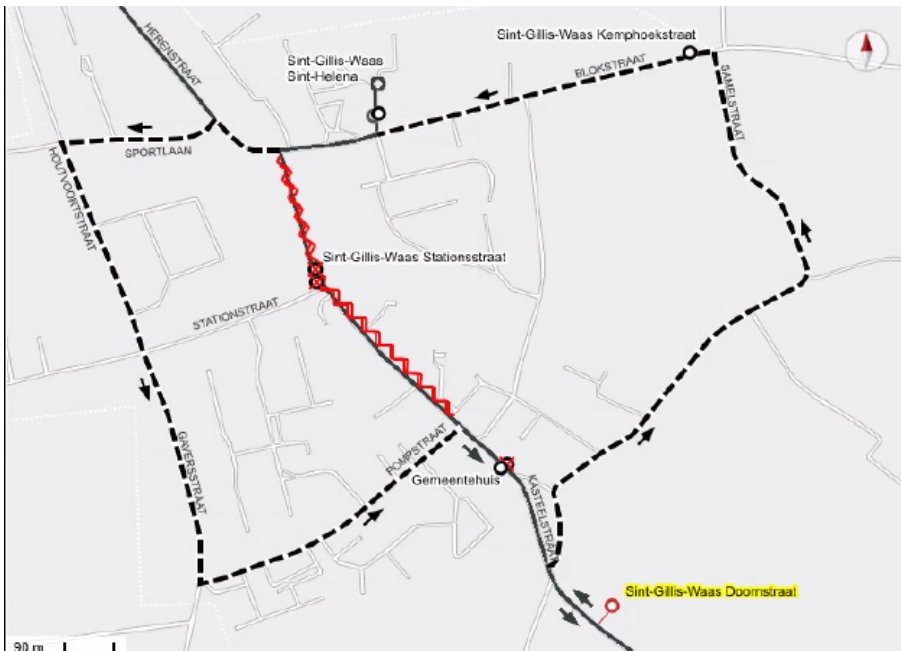 HERENSTRAAT
Sint-Gillis-Waas
Sint-Helena
Sint-Gillis-Waas Kemphoekstraat
BLOKSTRAAT
SAMELSTRAAT
SPORTLAAN
HOUTVOORTSTRAAT
Sint-Gillis-Waas Stationsstraat
STATIONSTRAAT
GAVERSSTRAAT
POMPSTRAAT
Gemeentehuis
KASTEELSTRAAT
Sint-Gillis-Waas Doornstraat
90 m